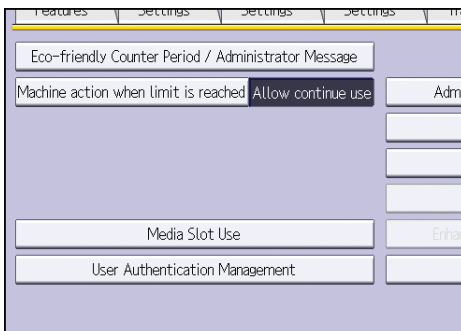 Features Settings Settings Settings
Eco-friendly Counter Period / Administrator Message
Machine action when limit is reached Allow continue use
Adm
Media Slot Use
Enha
User Authentication Management